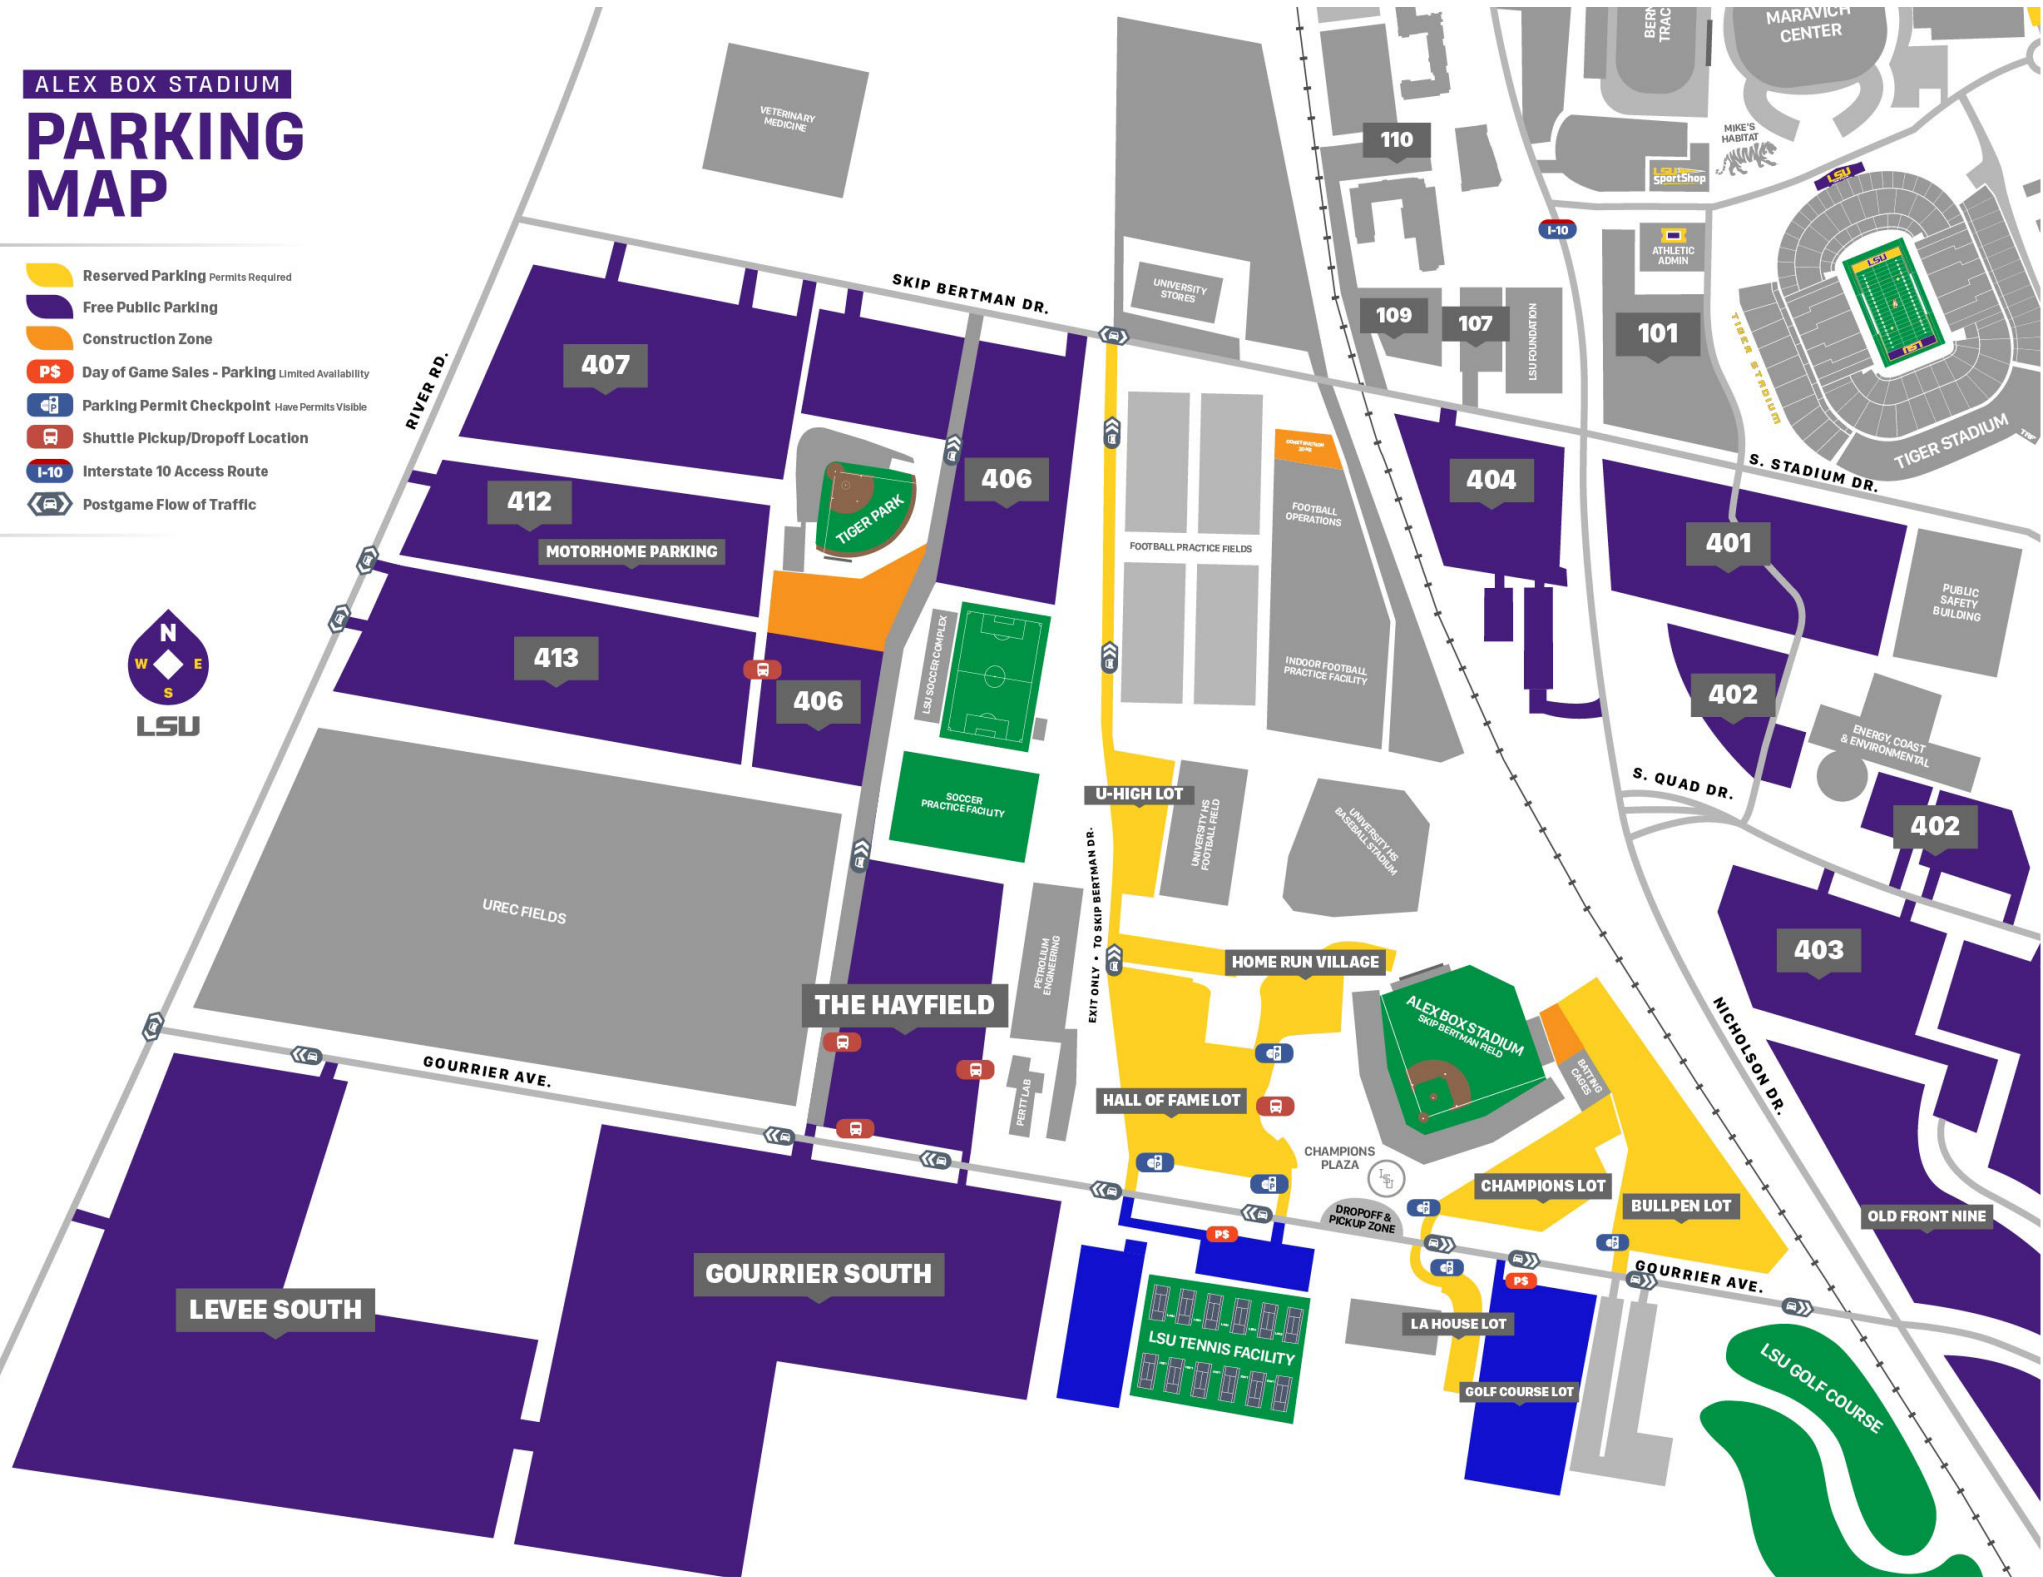 ALEX BOX STADIUM
PARKING
MAP
Reserved Parking Permits Required
Free Public Parking
Construction Zone
P$ Day of Game Sales - Parking Limited Availability
P Parking Permit Checkpoint Have Permits Visible
Shuttle Pickup/Dropoff Location
I-10 Interstate 10 Access Route
Postgame Flow of Traffic
N
W E
S
LSU
VETERINARY
MEDICINE
RIVER RD.
SKIP BERTMAN DR.
407
412
MOTORHOME PARKING
413
406
406
TIGER PARK
LSU SOCCER COMPLEX
SOCCER
PRACTICE FACILITY
UREC FIELDS
THE HAYFIELD
PETROLIUM
ENGINEERING
PERTT LAB
GOURRIER AVE.
LEVEE SOUTH
GOURRIER SOUTH
UNIVERSITY
STORES
FOOTBALL PRACTICE FIELDS
CONSTRUCTION
ZONE
FOOTBALL
OPERATIONS
INDOOR FOOTBALL
PRACTICE FACILITY
110
109
107
LSU FOUNDATION
101
I-10
MARAVICH
CENTER
MIKE'S
HABITAT
LSU
SportShop
ATHLETIC
ADMIN
LSU
LSU
LSU
TIGER STADIUM
TIGER STADIUM
S. STADIUM DR.
404
401
PUBLIC
SAFETY
BUILDING
402
ENERGY, COAST
& ENVIRONMENTAL
S. QUAD DR.
402
403
NICHOLSON DR.
OLD FRONT NINE
U-HIGH LOT
UNIVERSITY HS
FOOTBALL FIELD
UNIVERSITY HS
BASEBALL STADIUM
EXIT ONLY • TO SKIP BERTMAN DR.
HOME RUN VILLAGE
ALEX BOX STADIUM
SKIP BERTMAN FIELD
BATTING
CAGES
P
HALL OF FAME LOT
P
P
CHAMPIONS
PLAZA
LSU
DROPOFF &
PICKUP ZONE
P
CHAMPIONS LOT
BULLPEN LOT
P
P
P$
P$
GOURRIER AVE.
LA HOUSE LOT
GOLF COURSE LOT
LSU TENNIS FACILITY
LSU GOLF COURSE